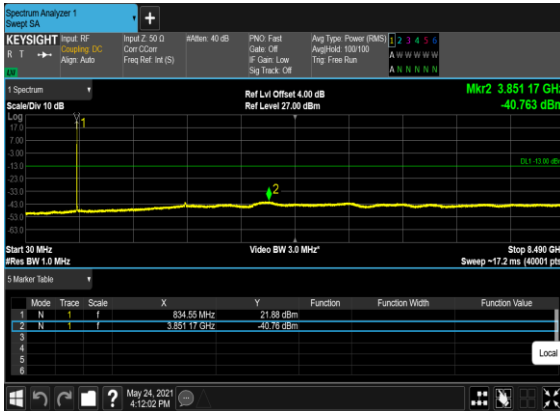 Spectrum Analyzer 1
Swept SA
+
KEYSIGHT Input: RF Input Z: 50 Ω #Atten: 40 dB PNO: Fast Avg Type: Power (RMS) 1 2 3 4 5 6
R T Coupling: DC Corr CCorr Gate: Off Avg|Hold: 100/100 A W W W W W
Align: Auto Freq Ref: Int (S) IF Gain: Low Trig: Free Run
Sig Track: Off A N N N N N
1 Spectrum Ref Lvl Offset 4.00 dB Mkr2 3.851 17 GHz
Scale/Div 10 dB Ref Level 27.00 dBm -40.763 dBm
Log
17.0
7.00
-3.00
-13.0
-23.0
-33.0
-43.0
-53.0
-63.0
1
DL1 -13.00 dBm
2
Start 30 MHz Video BW 3.0 MHz* Stop 8.490 GH
#Res BW 1.0 MHz Sweep ~17.2 ms (40001 pts
5 Marker Table
Mode Trace Scale X Y Function Function Width Function Value
1 N 1 f 834.55 MHz 21.88 dBm
2 N 1 f 3.851 17 GHz -40.76 dBm
3
4
5
6
Local
? May 24, 2021
4:12:02 PM